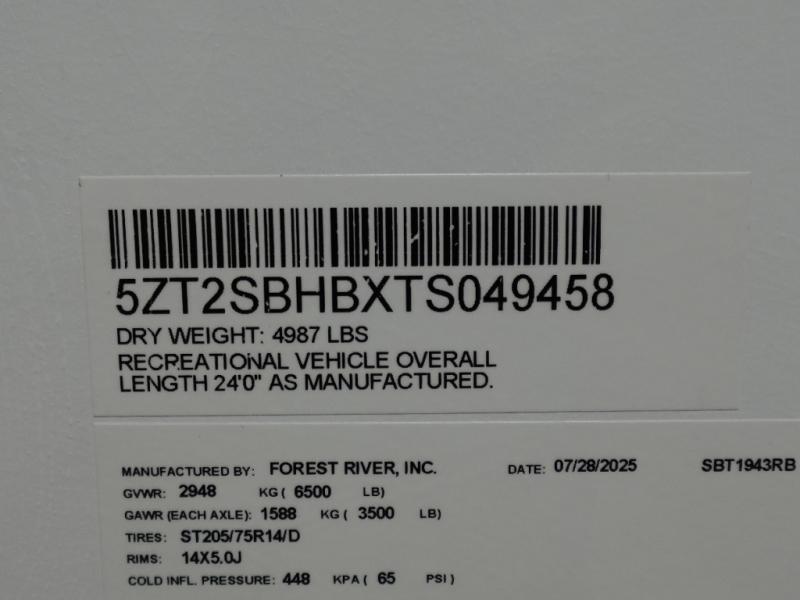 5ZT2SBHBXTS049458
DRY WEIGHT: 4987 LBS
RECREATIONAL VEHICLE OVERALL
LENGTH 24'0" AS MANUFACTURED.
MANUFACTURED BY: FOREST RIVER, INC. DATE: 07/28/2025 SBT1943RB
GVWR: 2948 KG ( 6500 LB)
GAWR (EACH AXLE): 1588 KG ( 3500 LB)
TIRES: ST205/75R14/D
RIMS: 14X5.0J
COLD INFL. PRESSURE: 448 KPA ( 65 PSI )